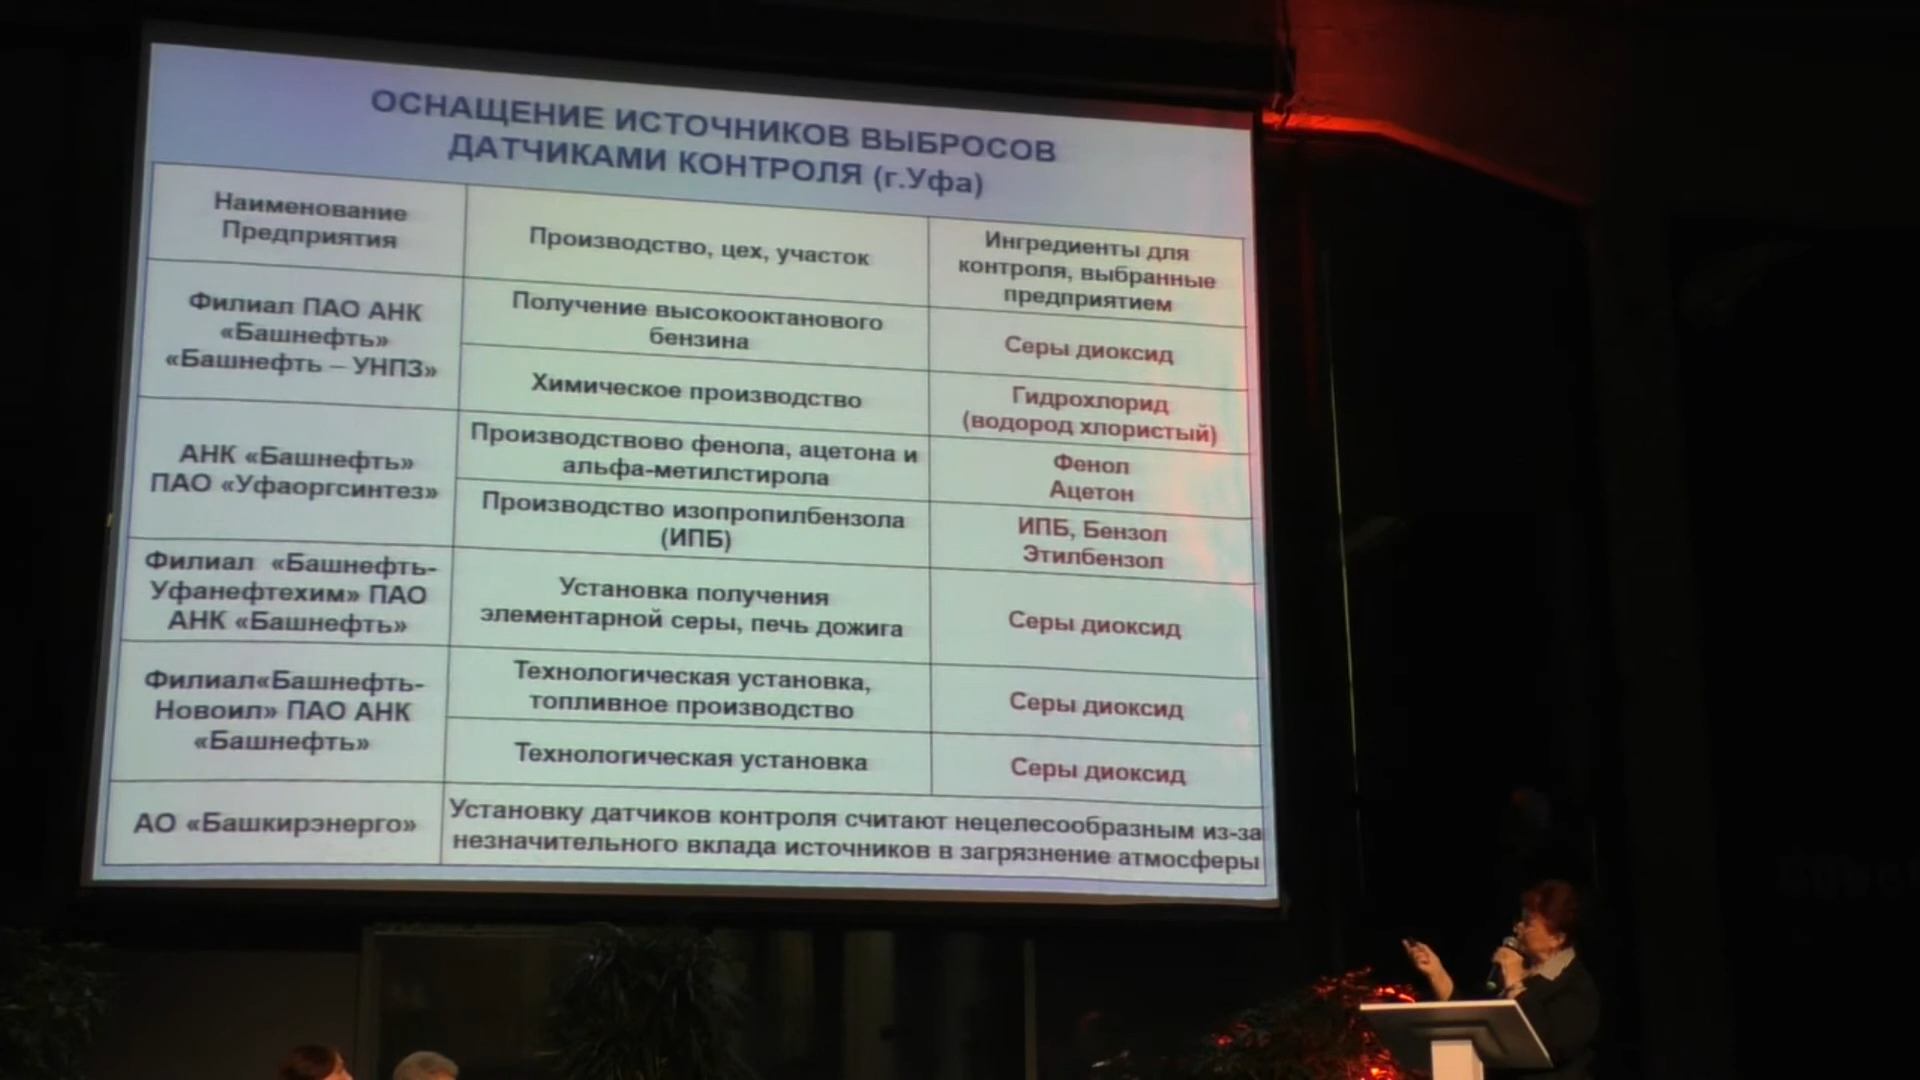 ОСНАЩЕНИЕ ИСТОЧНИКОВ ВЫБРОСОВ
ДАТЧИКАМИ КОНТРОЛЯ (г.Уфа)
Наименование
Предприятия
Производство, цех, участок
Ингредиенты для
контроля, выбранные
предприятием
Филиал ПАО АНК
«Башнефть»
«Башнефть – УНПЗ»
Получение высокооктанового
бензина
Серы диоксид
Химическое производство
Гидрохлорид
(водород хлористый)
АНК «Башнефть»
ПАО «Уфаоргсинтез»
Производствово фенола, ацетона и
альфа-метилстирола
Фенол
Ацетон
Производство изопропилбензола
(ИПБ)
ИПБ, Бензол
Этилбензол
Филиал «Башнефть-
Уфанефтехим» ПАО
АНК «Башнефть»
Установка получения
элементарной серы, печь дожига
Серы диоксид
Филиал«Башнефть-
Новоил» ПАО АНК
«Башнефть»
Технологическая установка,
топливное производство
Серы диоксид
Технологическая установка
Серы диоксид
АО «Башкирэнерго»
Установку датчиков контроля считают нецелесообразным из-за
незначительного вклада источников в загрязнение атмосферы